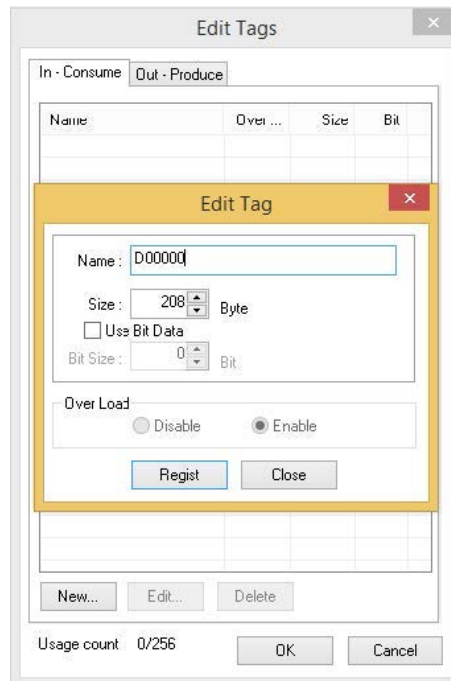 Edit Tags
In - Consume Out - Produce
Name Over ... Size Bit
Edit Tag
Name : D00000
Size : 208 Byte
Use Bit Data
Bit Size : 0 Bit
Over Load
Disable Enable
Regist Close
New... Edit... Delete
Usage count 0/256 OK Cancel